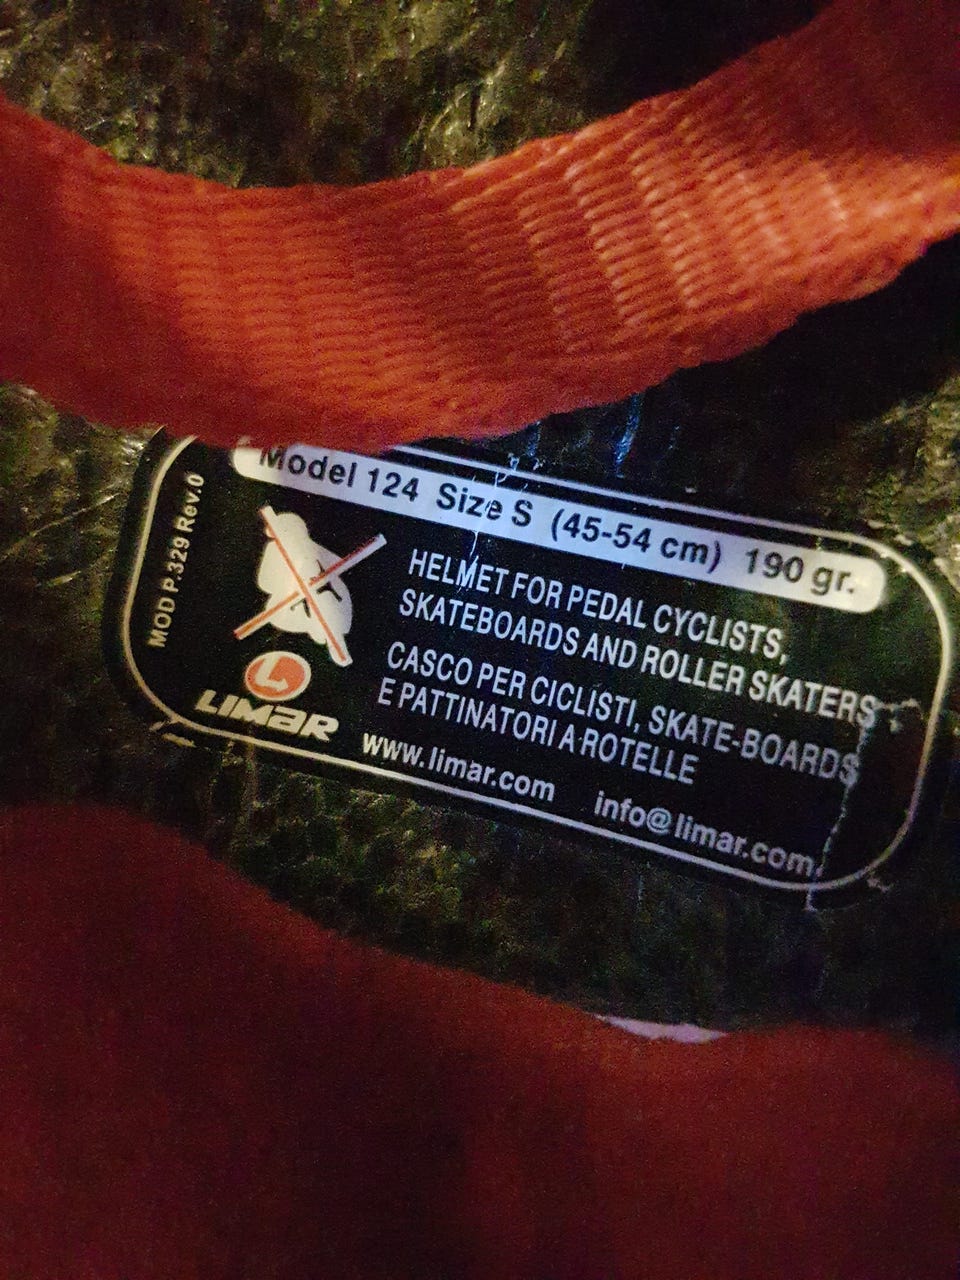 Model 124 Size S (45-54 cm) 190 gr.
MOD P.329 Rev.0
HELMET FOR PEDAL CYCLISTS,
SKATEBOARDS AND ROLLER SKATERS
CASCO PER CICLISTI, SKATE-BOARDS
E PATTINATORI A ROTELLE
LIMAR
www.limar.com info@limar.com